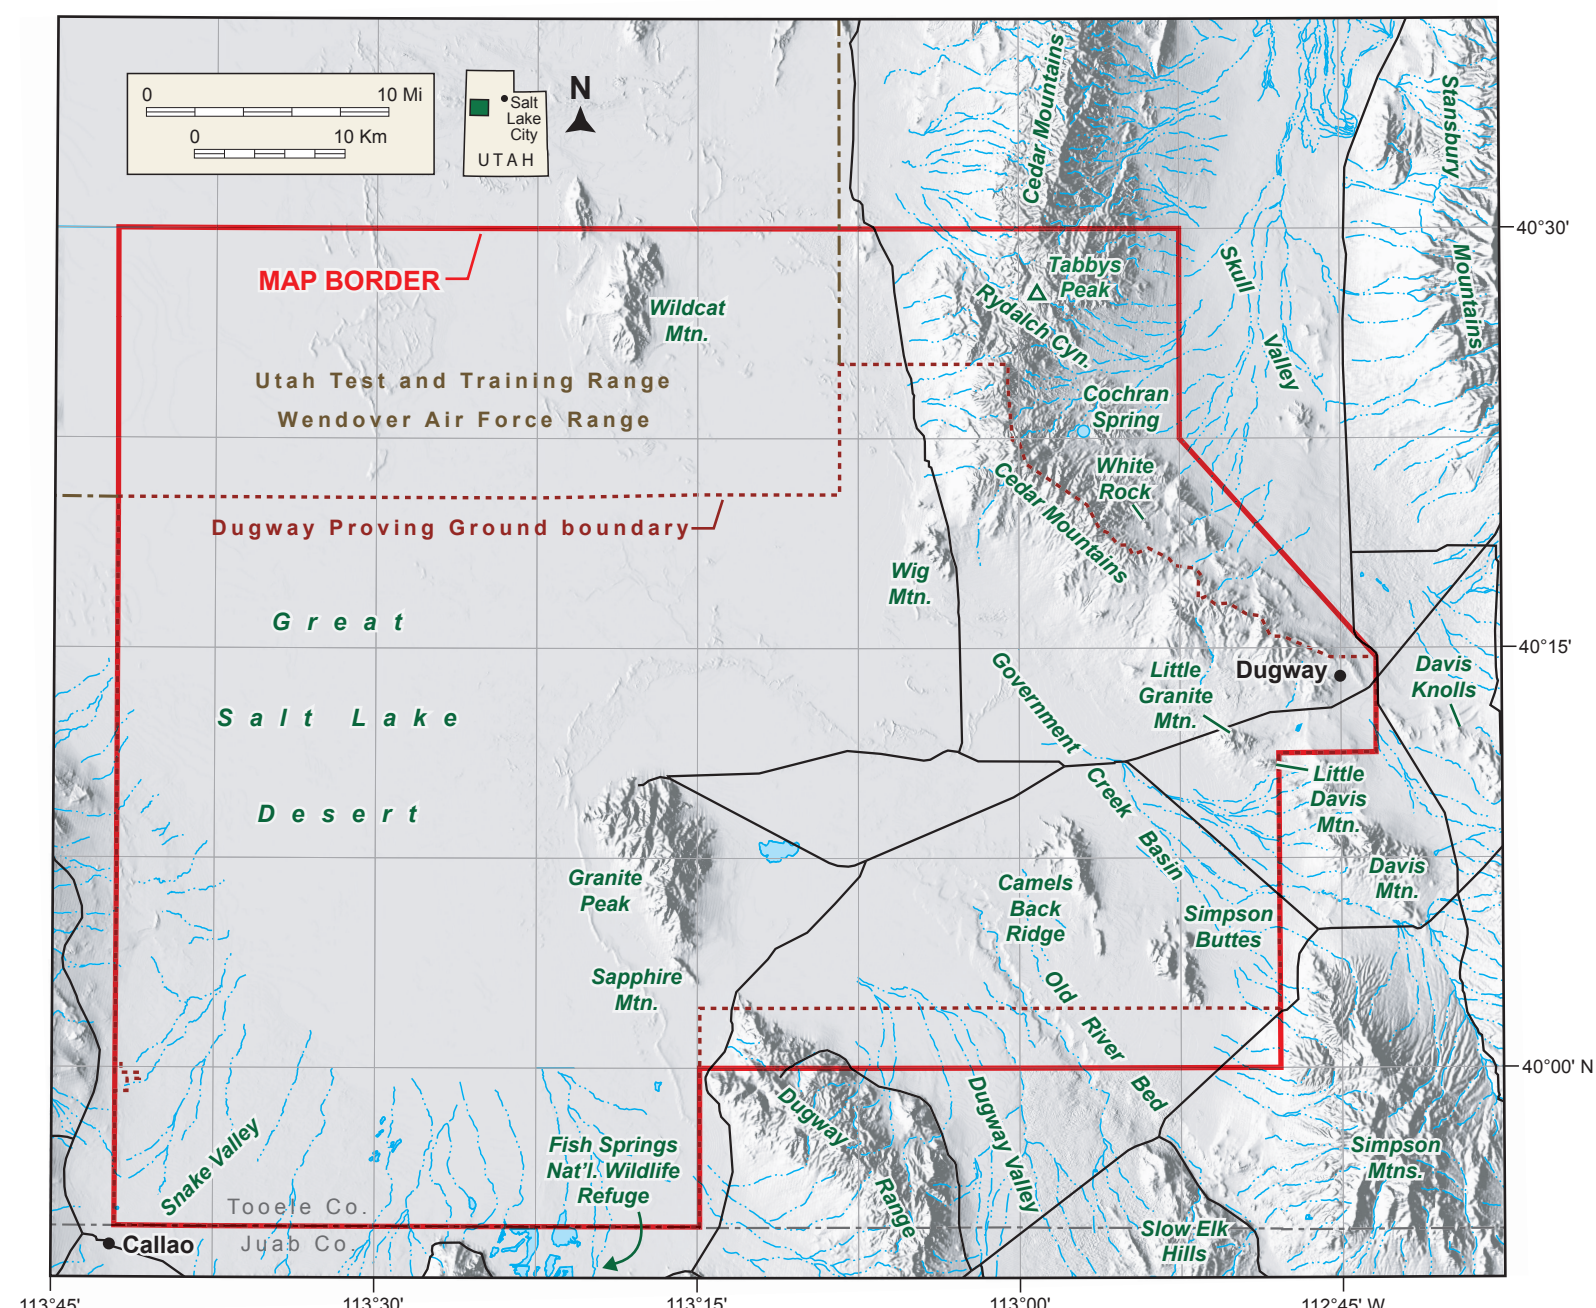 0 10 Mi
0 10 Km
Salt
Lake
City
UTAH
N
Cedar Mountains
Stansbury
Mountains
40°30'
MAP BORDER
Wildcat
Mtn.
Tabbys
Peak
Rydalch Cyn.
Skull
Valley
Utah Test and Training Range
Wendover Air Force Range
Cochran
Spring
White
Rock
Cedar Mountains
Dugway Proving Ground boundary
Wig
Mtn.
Great
Salt Lake
Desert
40°15'
Dugway
Davis
Knolls
Little
Granite
Mtn.
Government
Creek
Basin
Little
Davis
Mtn.
Davis
Mtn.
Granite
Peak
Camels
Back
Ridge
Simpson
Buttes
Sapphire
Mtn.
Old
River
Bed
40°00' N
Dugway
Range
Dugway Valley
Snake Valley
Fish Springs
Nat'l. Wildlife
Refuge
Simpson
Mtns.
Tooele Co.
Juab Co.
Callao
Slow Elk
Hills
113°45' 113°30' 113°15' 113°00' 112°45' W